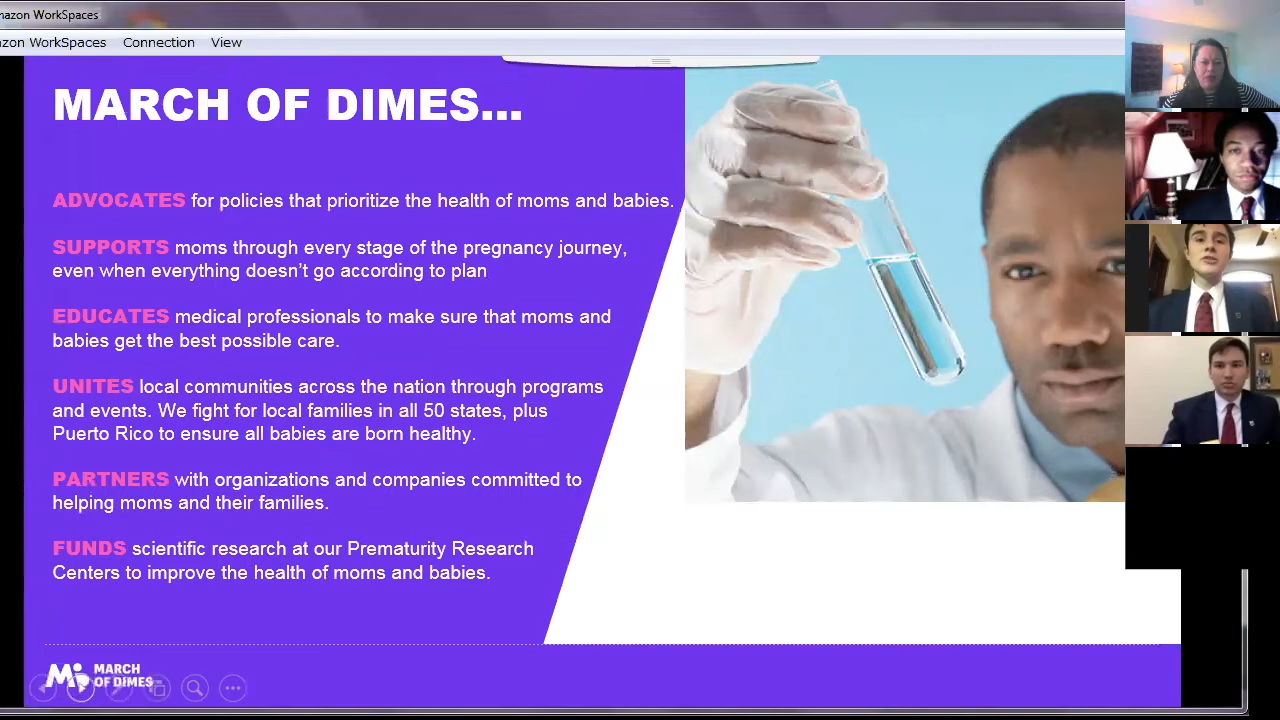 mazon WorkSpaces
zon WorkSpaces Connection View
MARCH OF DIMES...
ADVOCATES for policies that prioritize the health of moms and babies.
SUPPORTS moms through every stage of the pregnancy journey,
even when everything doesn’t go according to plan
EDUCATES medical professionals to make sure that moms and
babies get the best possible care.
UNITES local communities across the nation through programs
and events. We fight for local families in all 50 states, plus
Puerto Rico to ensure all babies are born healthy.
PARTNERS with organizations and companies committed to
helping moms and their families.
FUNDS scientific research at our Prematurity Research
Centers to improve the health of moms and babies.
MARCH
OF DIMES